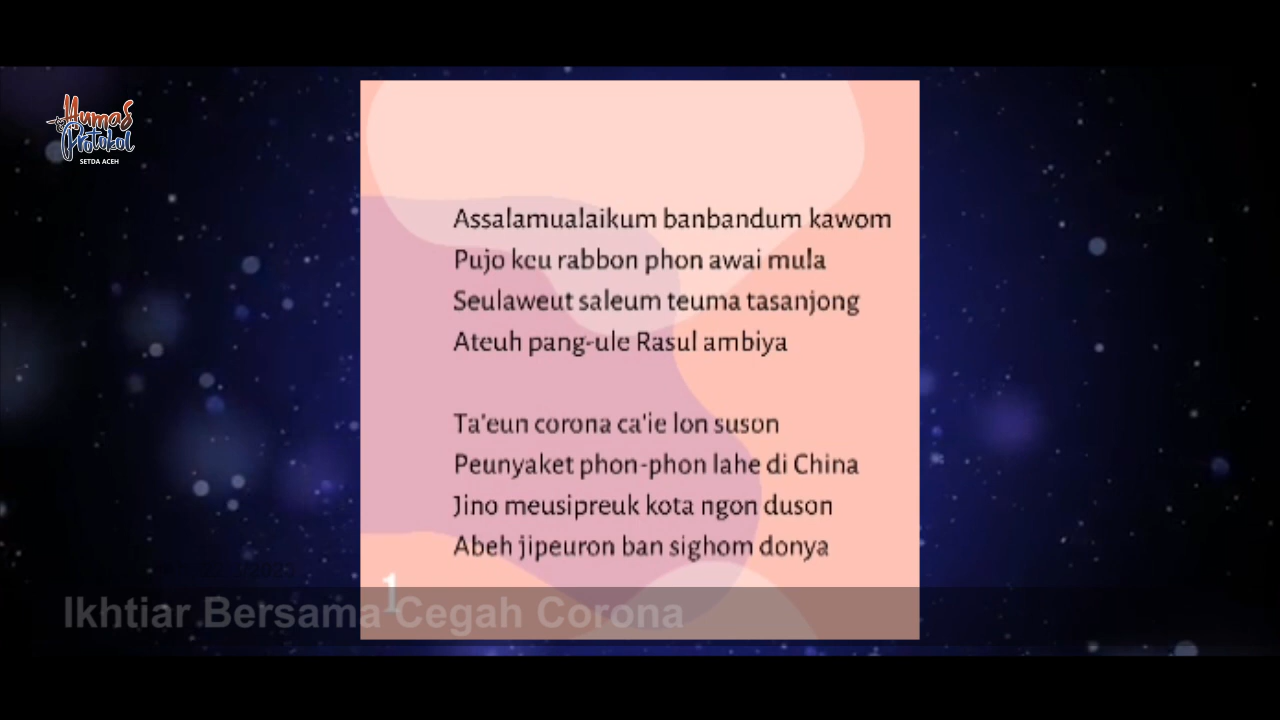 Humas
Protokol
SETDA ACEH
Assalamualaikum banbandum kawom
Pujo keu rabbon phon awai mula
Seulaweut saleum teuma tasanjong
Ateuh pang-ule Rasul ambiya
Ta'eun corona ca'ie lon suson
Peunyaket phon-phon lahe di China
Jino meusipreuk kota ngon duson
Abeh jipeuron ban sighom donya
1
Ikhtiar Bersama Cegah Corona